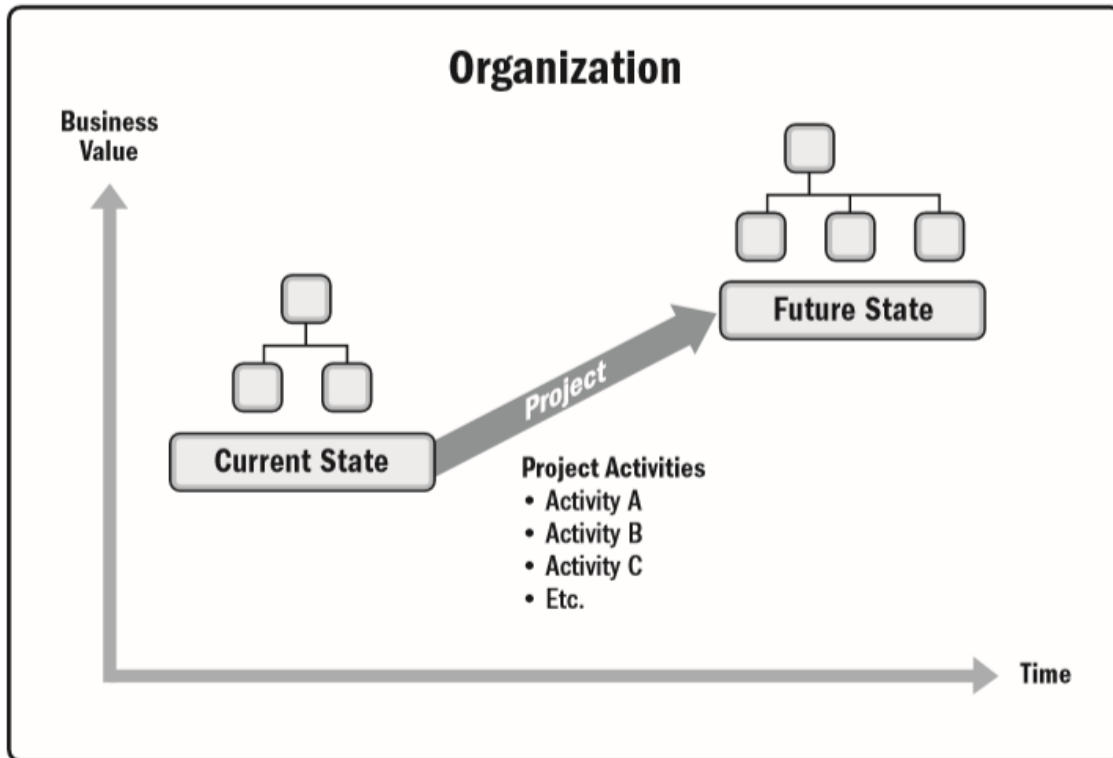 Organization
Business
Value
Future State
Project
Current State
Project Activities
• Activity A
• Activity B
• Activity C
• Etc.
Time